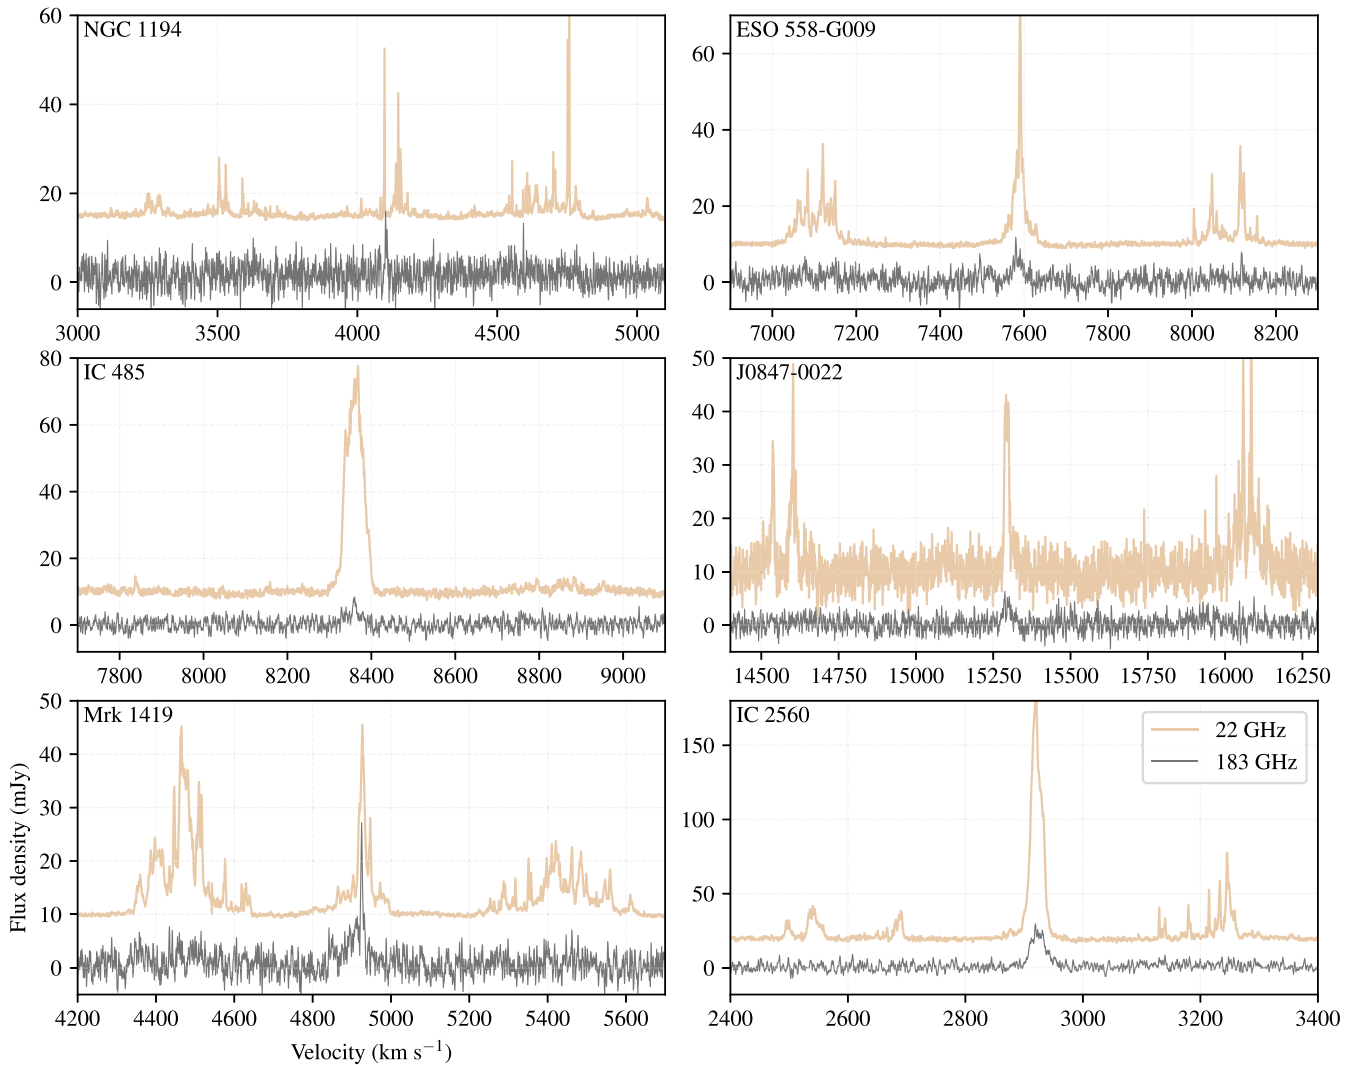 NGC 1194
60
40
20
0
3000 3500 4000 4500 5000
ESO 558-G009
60
40
20
0
7000 7200 7400 7600 7800 8000 8200
IC 485
80
60
40
20
0
7800 8000 8200 8400 8600 8800 9000
J0847-0022
50
40
30
20
10
0
14500 14750 15000 15250 15500 15750 16000 16250
Mrk 1419
50
40
30
20
10
0
4200 4400 4600 4800 5000 5200 5400 5600
Flux density (mJy)
Velocity (km s⁻¹)
IC 2560
22 GHz
183 GHz
150
100
50
0
2400 2600 2800 3000 3200 3400